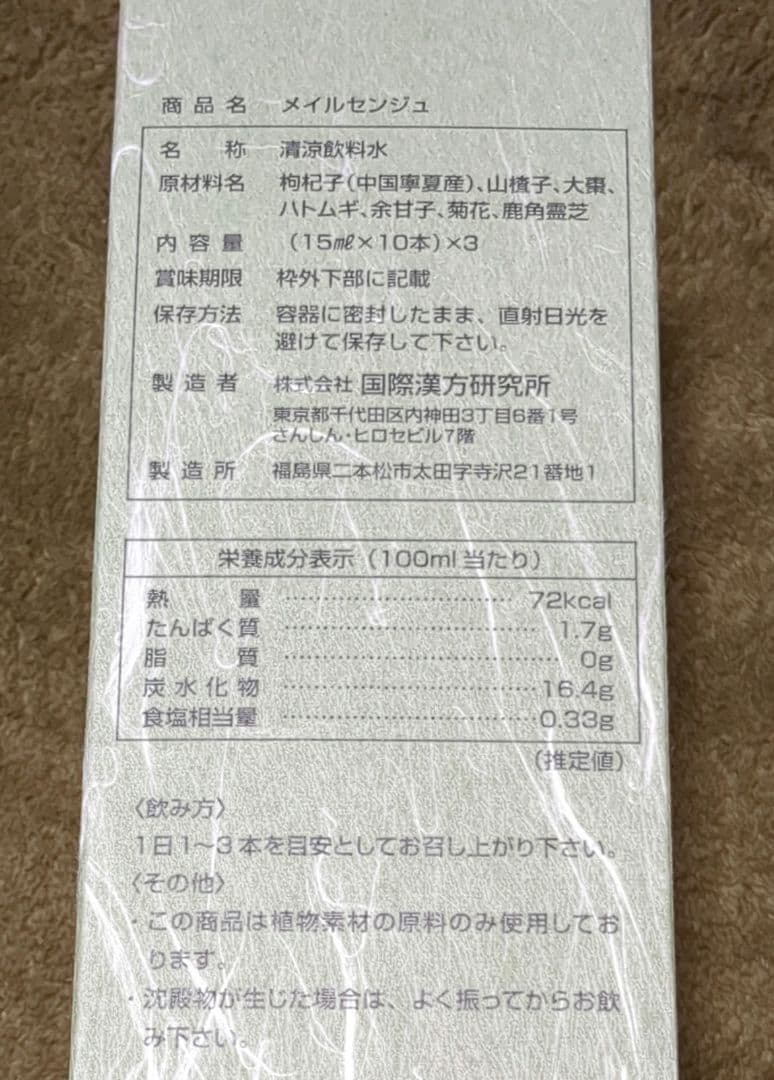 商品名 メイルセンジュ
名称 清涼飲料水
原材料名 枸杞子(中国寧夏産)、山楂子、大棗、
ハトムギ、余甘子、菊花、鹿角霊芝
内容量 (15㎖×10本)×3
賞味期限 枠外下部に記載
保存方法 容器に密封したまま、直射日光を
避けて保存して下さい。
製造者 株式会社 国際漢方研究所
東京都千代田区内神田3丁目6番1号
さんしん・ヒロセビル7階
製造所 福島県二本松市太田字寺沢21番地1
栄養成分表示(100ml当たり)
熱量 ………………………… 72kcal
たんぱく質 ………………………… 1.7g
脂質 ………………………… 0g
炭水化物 ………………………… 16.4g
食塩相当量 ………………………… 0.33g
(推定値)
〈飲み方〉
1日1〜3本を目安としてお召し上がり下さい。
〈その他〉
・この商品は植物素材の原料のみ使用してお
ります。
・沈殿物が生じた場合は、よく振ってからお飲
み下さい。